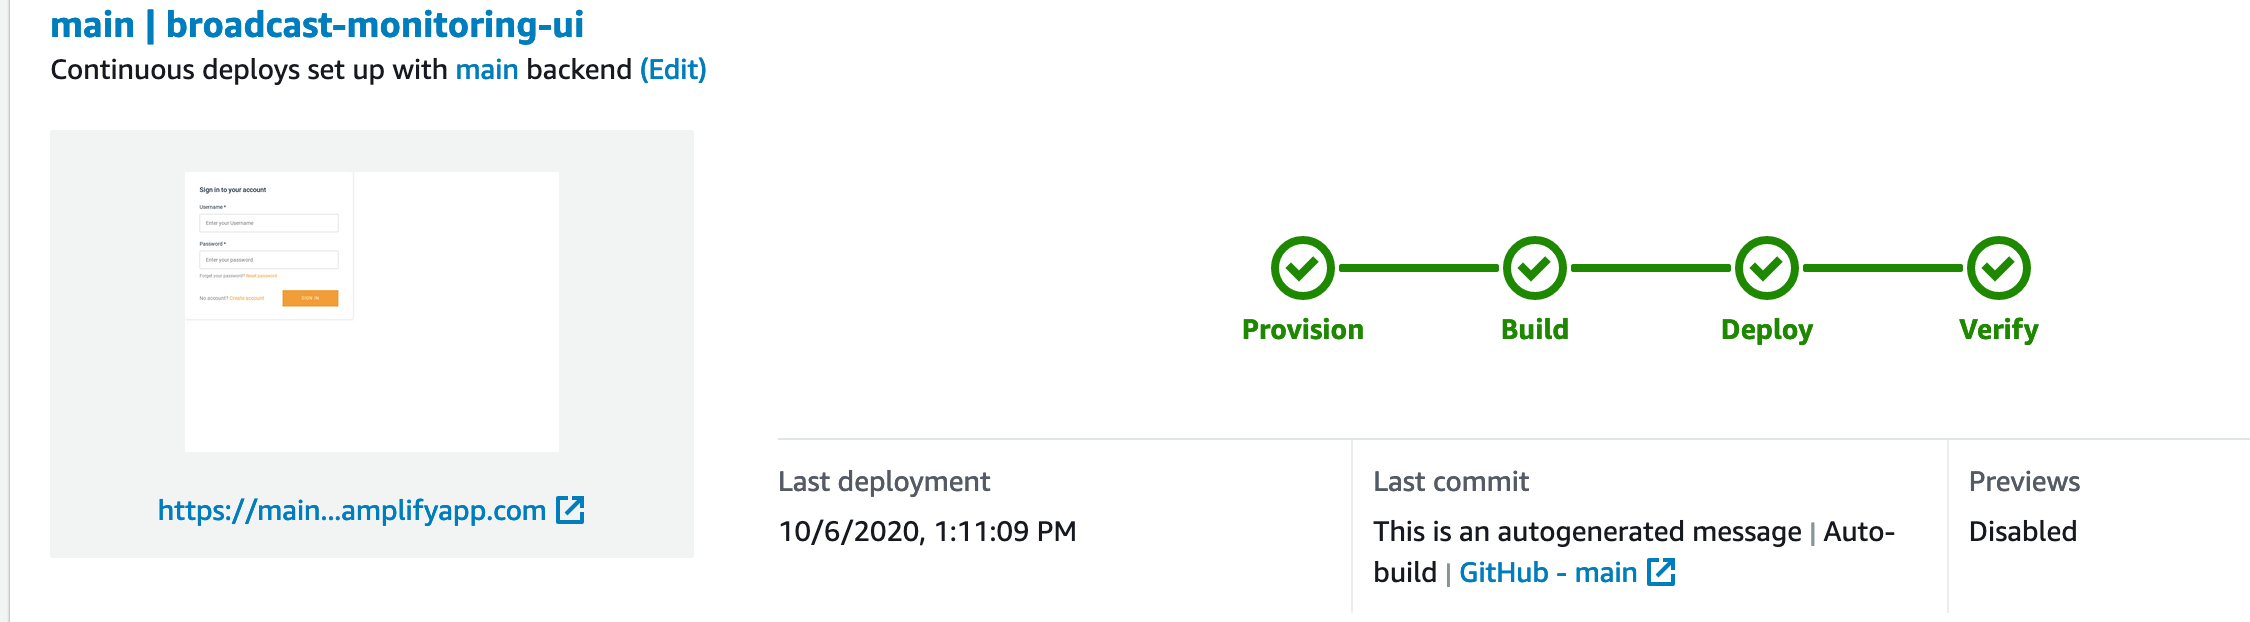 main | broadcast-monitoring-ui
Continuous deploys set up with main backend (Edit)
Sign in to your account
Username *
Enter your Username
Password *
Enter your password
Forget your password? Reset password
No account? Create account
SIGN IN
https://main...amplifyapp.com
Provision
Build
Deploy
Verify
Last deployment
10/6/2020, 1:11:09 PM
Last commit
This is an autogenerated message | Auto-
build | GitHub - main
Previews
Disabled